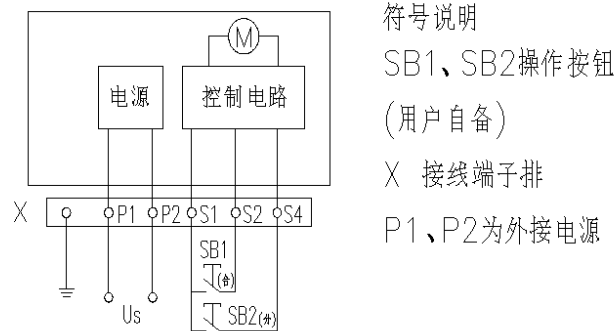 M
电源
控制电路
X P1 P2 S1 S2 S4
SB1
(合)
Us
SB2(分)
符号说明
SB1、SB2操作按钮
(用户自备)
X 接线端子排
P1、P2为外接电源